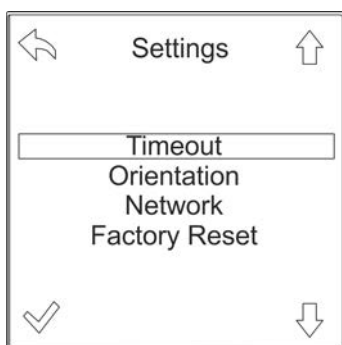 Settings
Timeout
Orientation
Network
Factory Reset